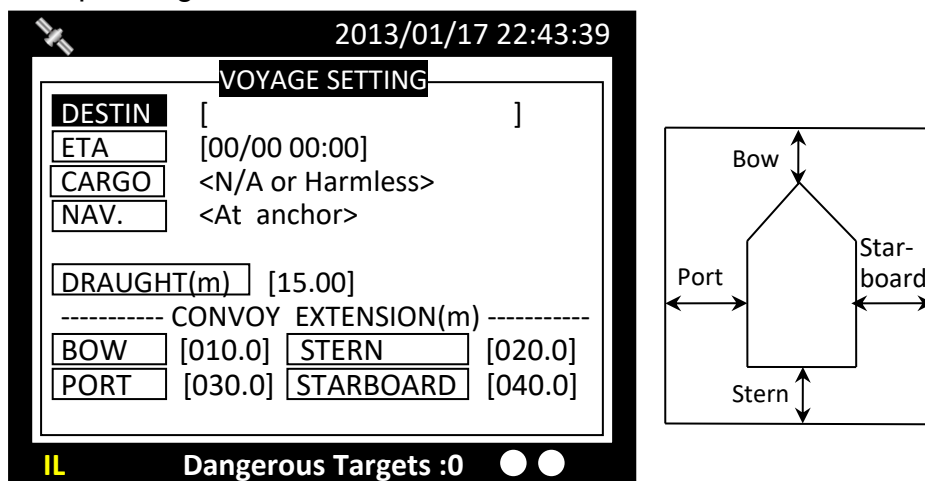 2013/01/17 22:43:39
VOYAGE SETTING
DESTIN [ ]
ETA [00/00 00:00]
CARGO <N/A or Harmless>
NAV. <At anchor>
DRAUGHT(m) [15.00]
----------- CONVOY EXTENSION(m) -----------
BOW [010.0] STERN [020.0]
PORT [030.0] STARBOARD [040.0]
IL Dangerous Targets :0
Bow
Port
Star-
board
Stern